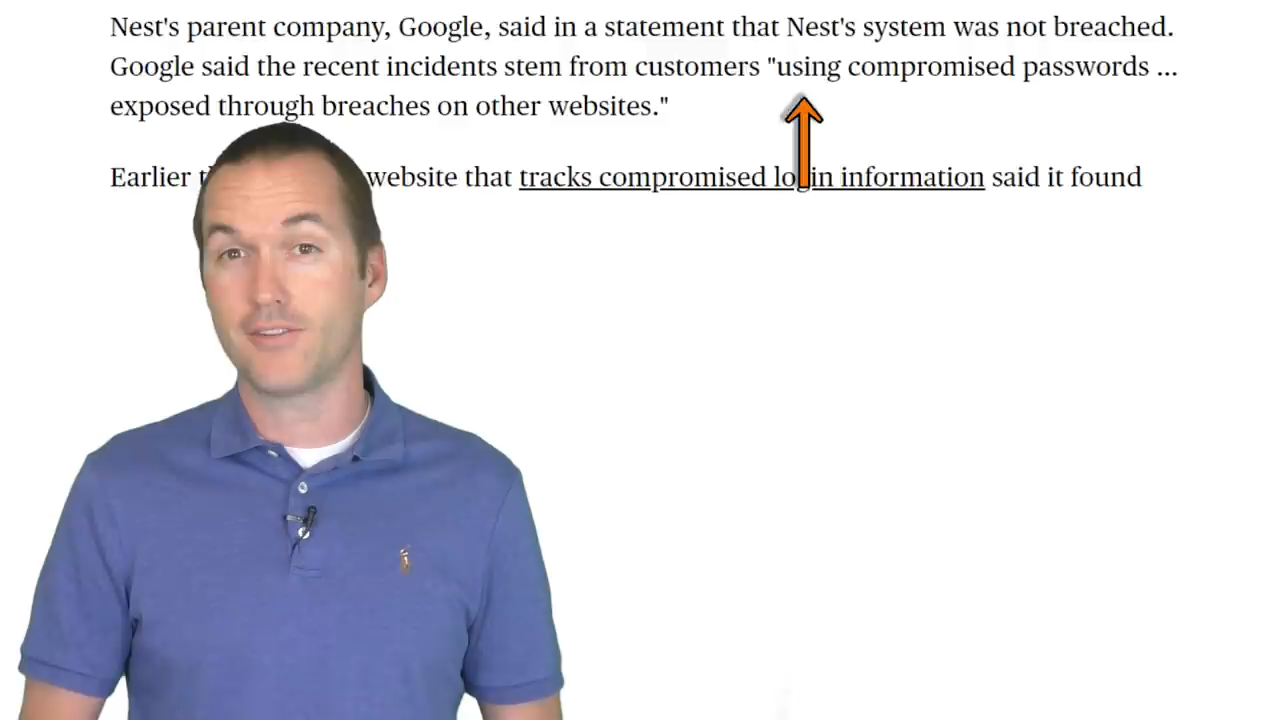 Nest's parent company, Google, said in a statement that Nest's system was not breached.
Google said the recent incidents stem from customers "using compromised passwords ...
exposed through breaches on other websites."
Earlier website that tracks compromised login information said it found